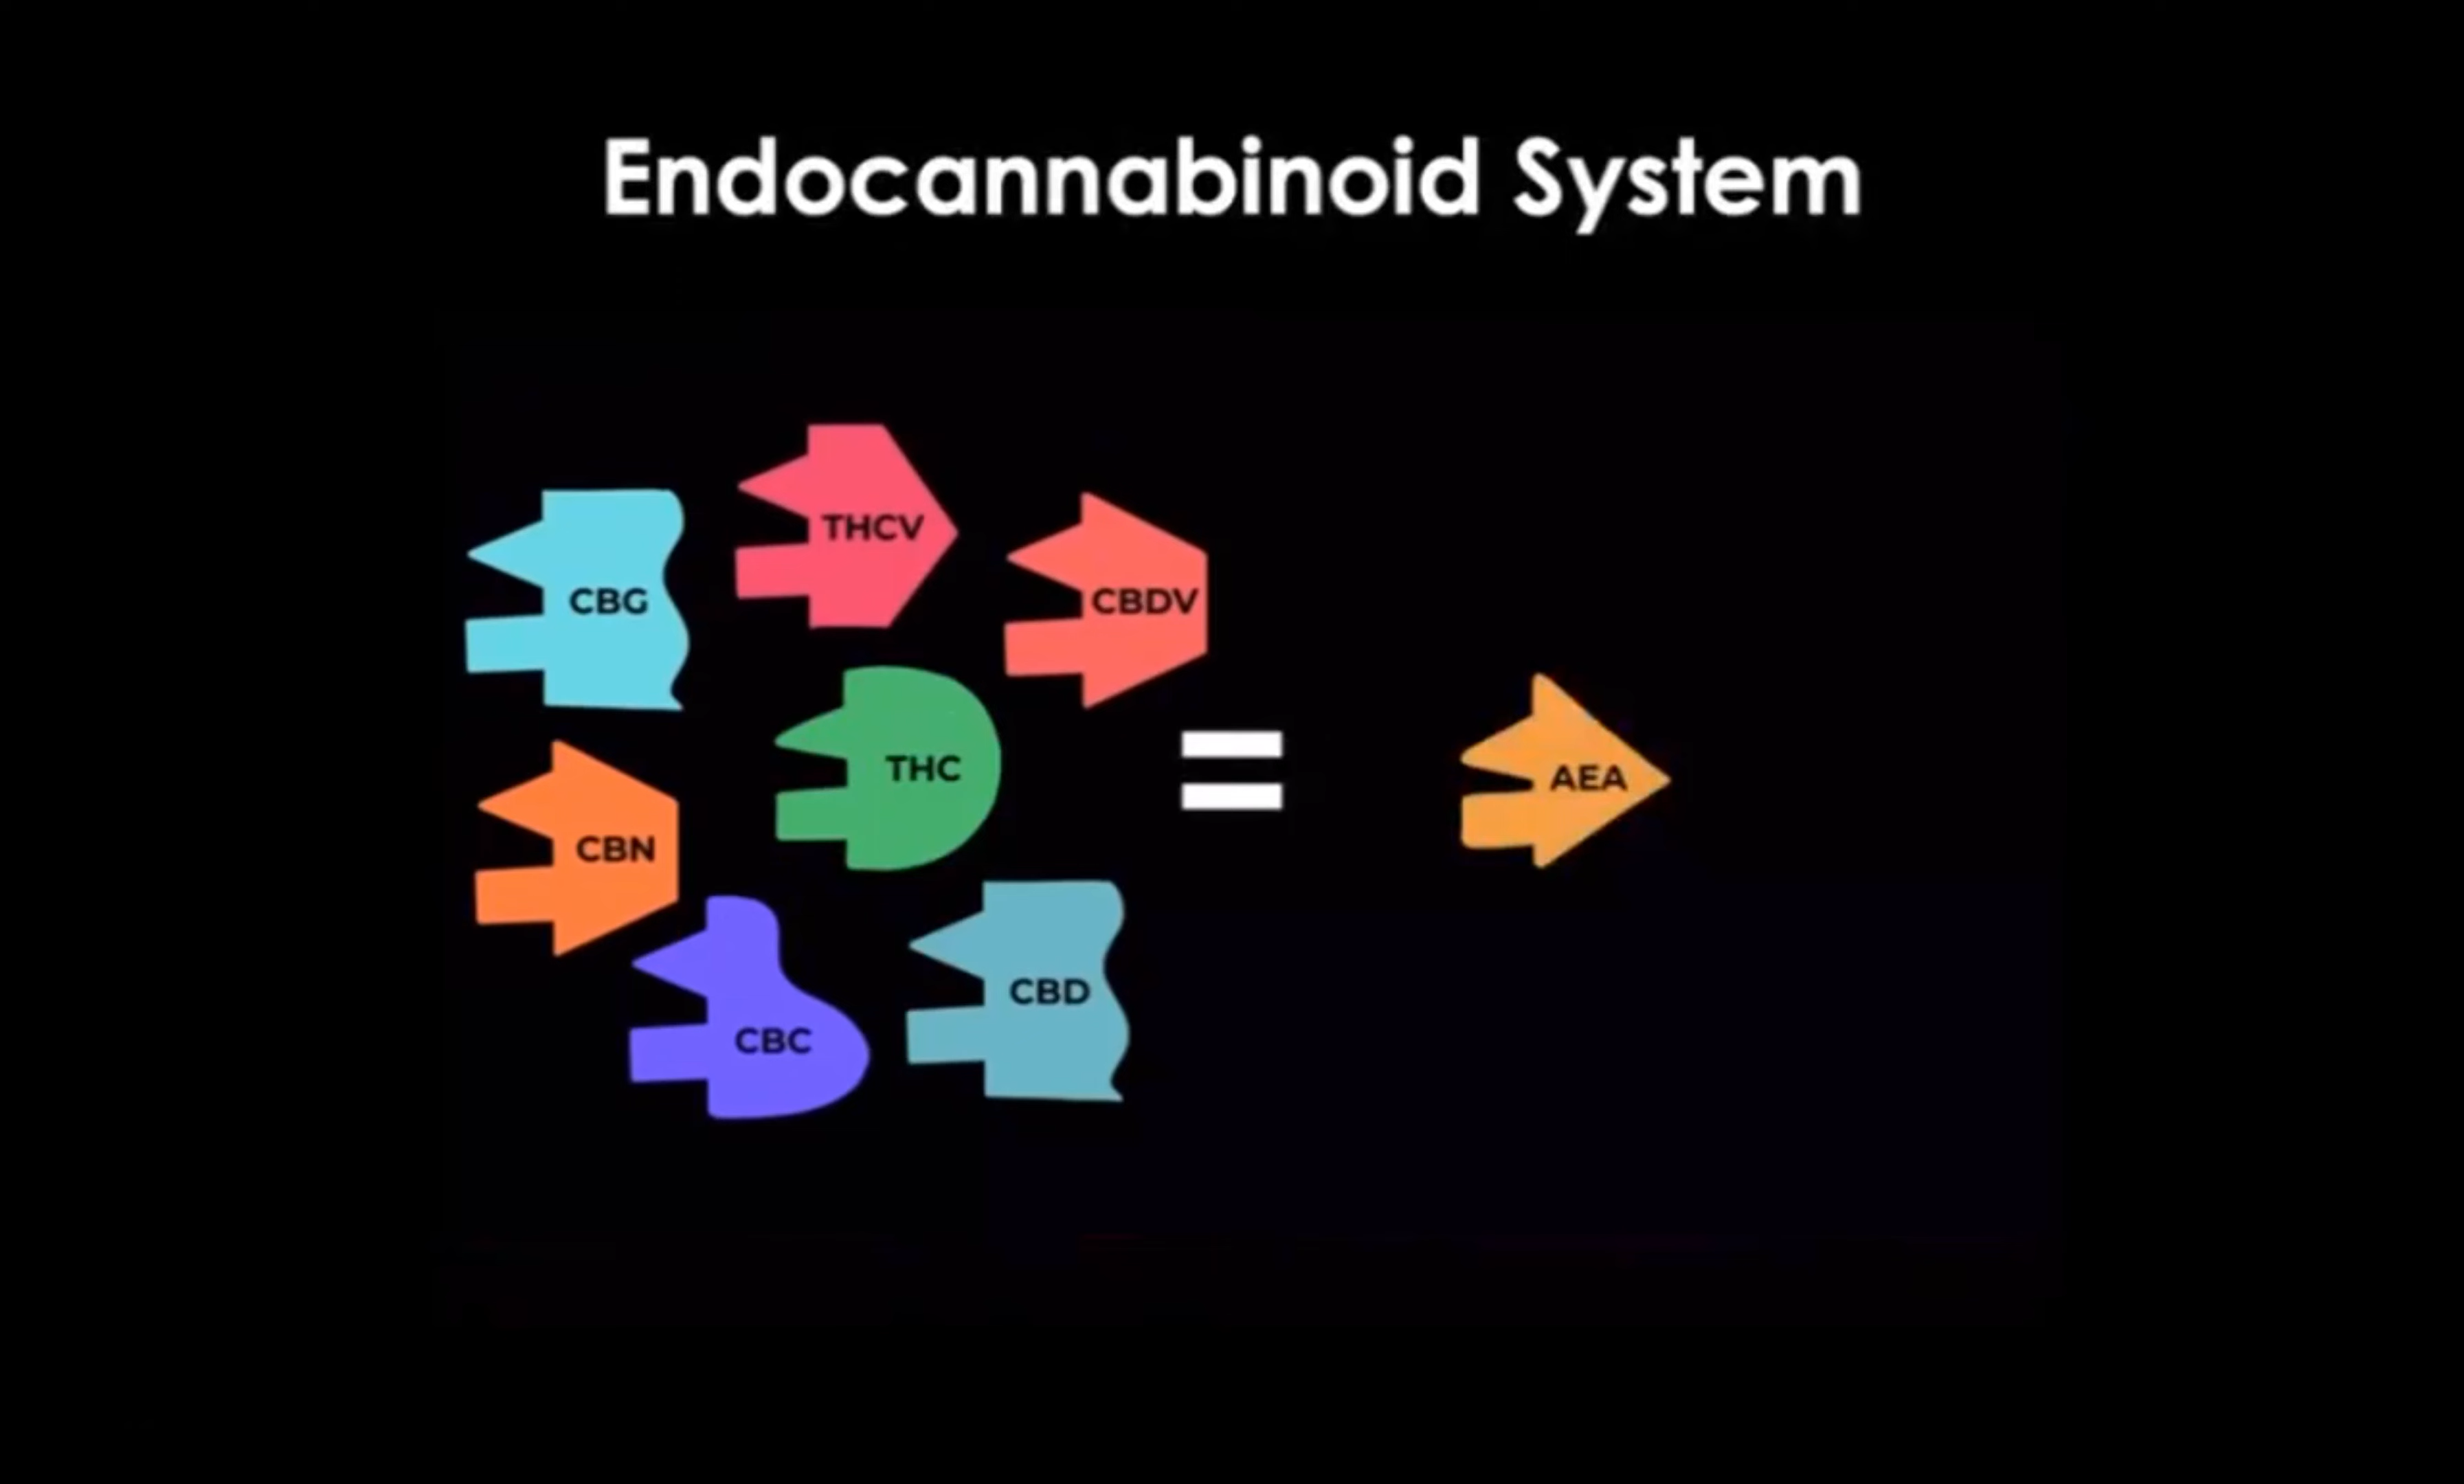 Endocannabinoid System
THCV
CBG
CBDV
THC
=
AEA
CBN
CBD
CBC